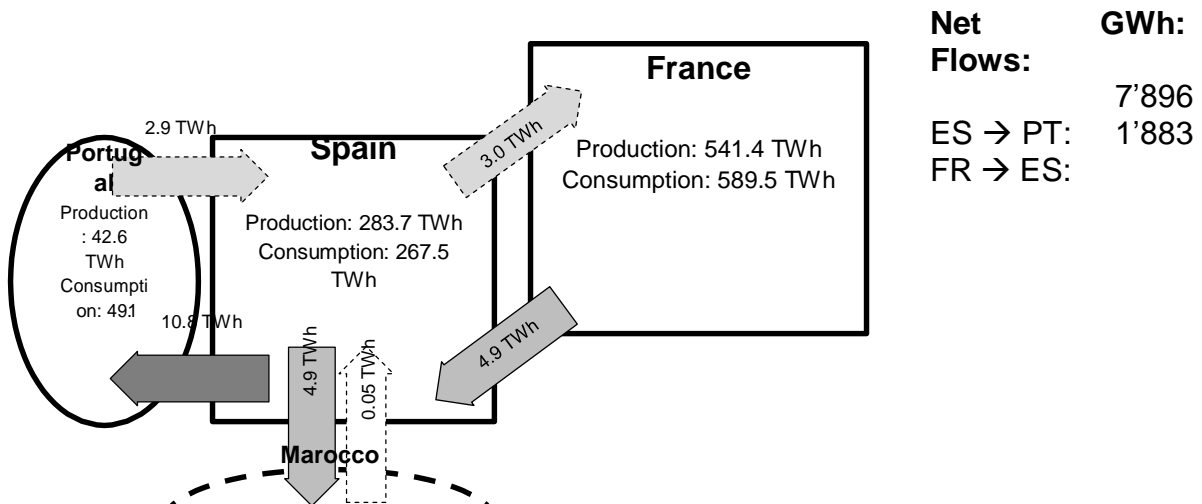 Net GWh:
Flows:
7’896
ES → PT: 1’883
FR → ES:
France
Production: 541.4 TWh
Consumption: 589.5 TWh
3.0 TWh
2.9 TWh
Spain
Production: 283.7 TWh
Consumption: 267.5
TWh
Portug
al
Production
: 42.6
TWh
Consumpti
on: 49.1
10.8 TWh
4.9 TWh
0.05 TWh
4.9 TWh
Marocco